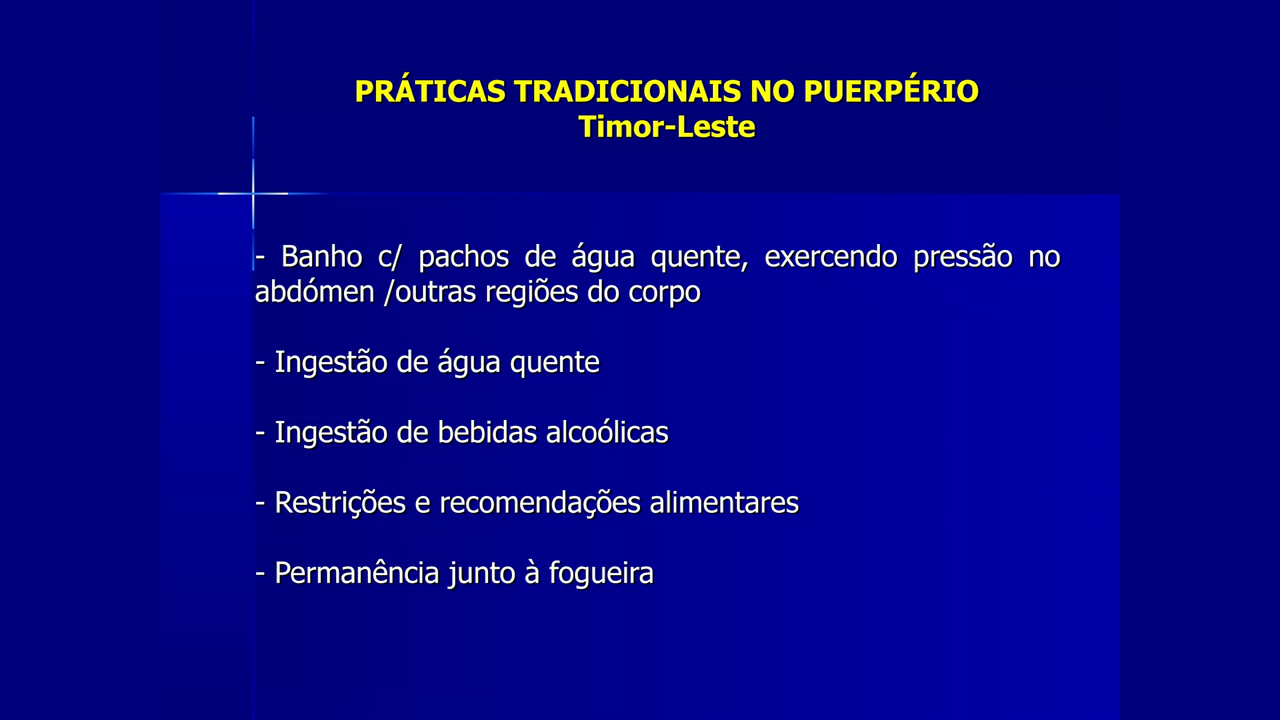 PRÁTICAS TRADICIONAIS NO PUERPÉRIO
Timor-Leste
- Banho c/ pachos de água quente, exercendo pressão no
abdómen /outras regiões do corpo
- Ingestão de água quente
- Ingestão de bebidas alcoólicas
- Restrições e recomendações alimentares
- Permanência junto à fogueira